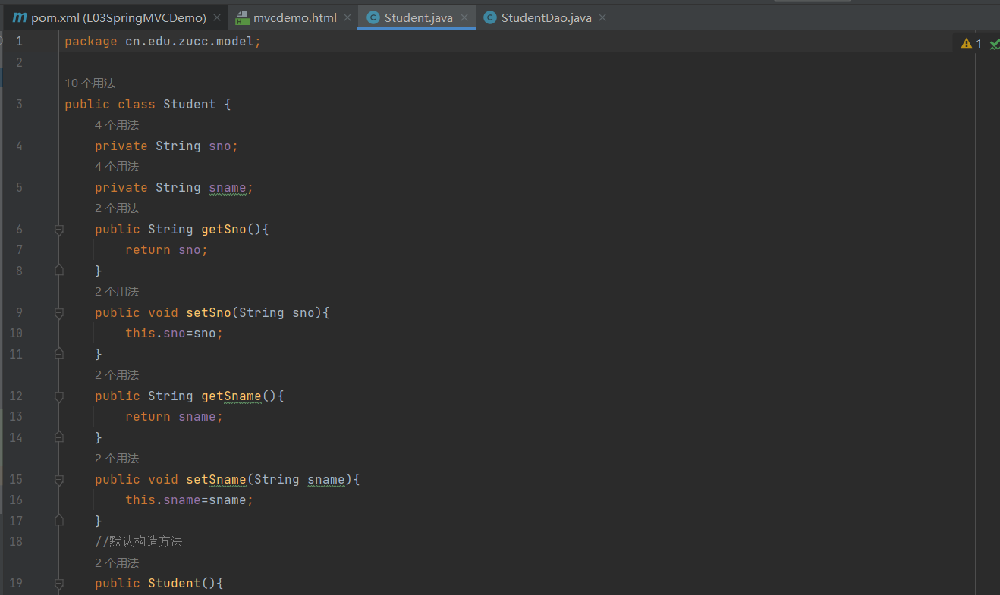 pom.xml (L03SpringMVCDemo) mvcdemo.html Student.java StudentDao.java
1 package cn.edu.zucc.model; 1
2
10 个用法
3 public class Student {
4 个用法
4 private String sno;
4 个用法
5 private String sname;
2 个用法
6 public String getSno(){
7 return sno;
8 }
2 个用法
9 public void setSno(String sno){
10 this.sno=sno;
11 }
2 个用法
12 public String getSname(){
13 return sname;
14 }
2 个用法
15 public void setSname(String sname){
16 this.sname=sname;
17 }
18 //默认构造方法
2 个用法
19 public Student(){